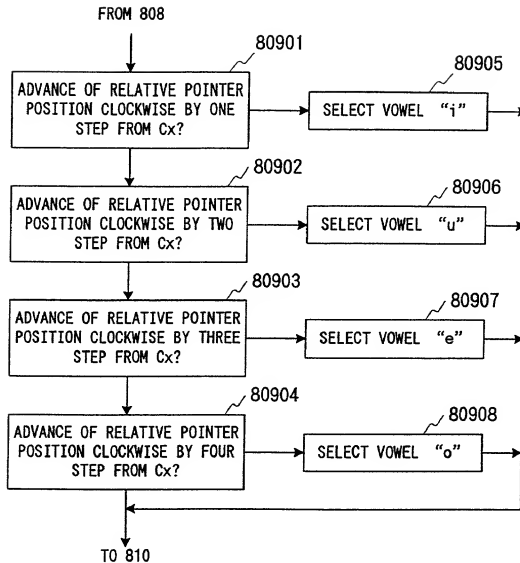 FROM 808
80901
ADVANCE OF RELATIVE POINTER
POSITION CLOCKWISE BY ONE
STEP FROM Cx?
80905
SELECT VOWEL "i"
80902
ADVANCE OF RELATIVE POINTER
POSITION CLOCKWISE BY TWO
STEP FROM Cx?
80906
SELECT VOWEL "u"
80903
ADVANCE OF RELATIVE POINTER
POSITION CLOCKWISE BY THREE
STEP FROM Cx?
80907
SELECT VOWEL "e"
80904
ADVANCE OF RELATIVE POINTER
POSITION CLOCKWISE BY FOUR
STEP FROM Cx?
80908
SELECT VOWEL "o"
TO 810